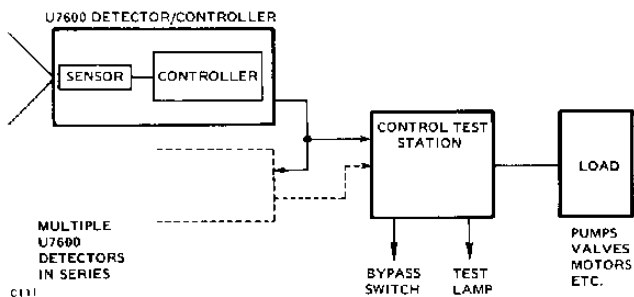 U7600 DETECTOR/CONTROLLER
SENSOR
CONTROLLER
CONTROL TEST
STATION
LOAD
MULTIPLE
U7600
DETECTORS
IN SERIES
BYPASS
SWITCH
TEST
LAMP
PUMPS
VALVES
MOTORS
ETC.